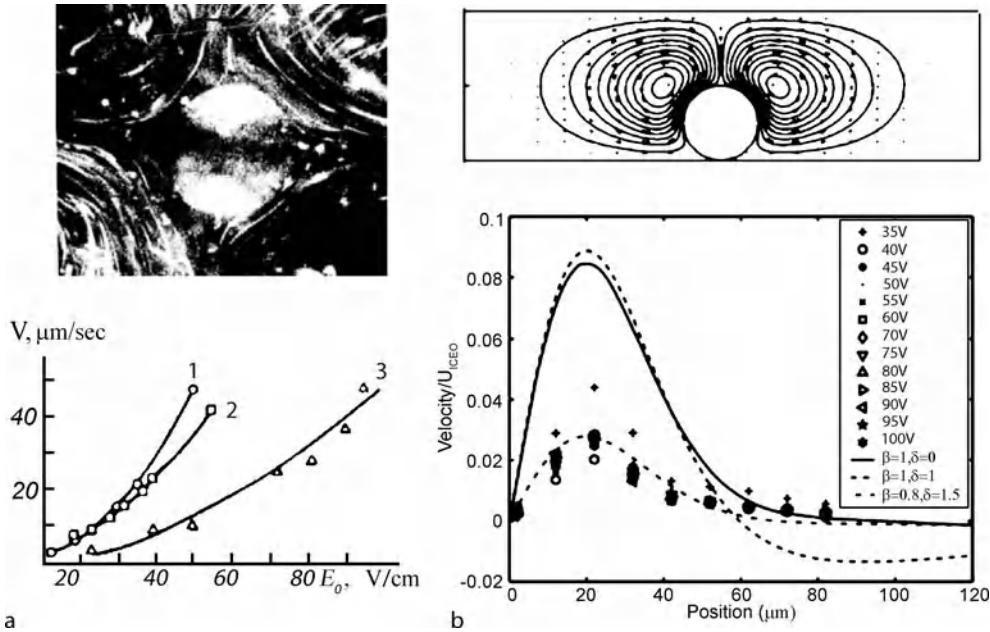 V, μm/sec
40
20
1
2
3
20
40
60
80
E₀, V/cm
a
0.1
0.08
0.06
0.04
0.02
0
-0.02
Velocity/U_ICEO
0
20
40
60
80
100
120
Position (μm)
35V
40V
45V
50V
55V
60V
70V
75V
80V
85V
90V
95V
100V
β=1,δ=0
β=1,δ=1
β=0.8,δ=1.5
b